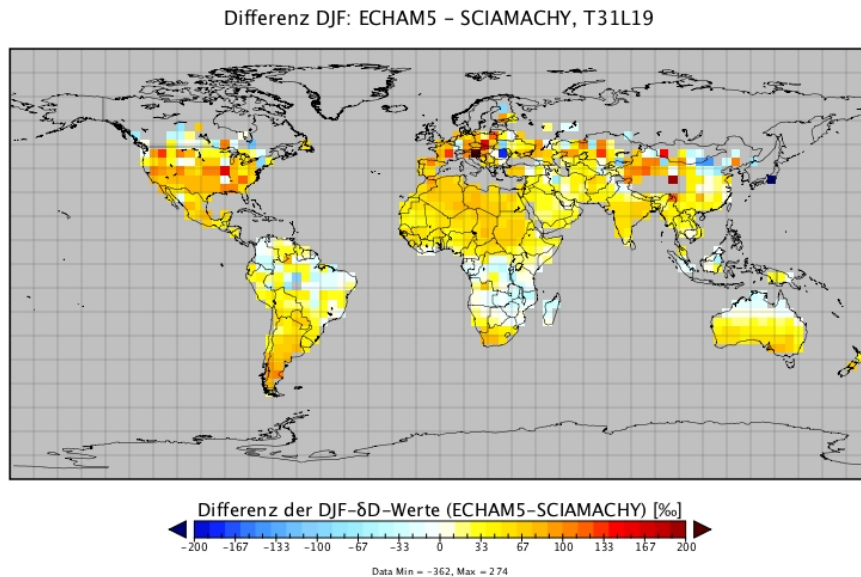 Differenz DJF: ECHAM5 – SCIAMACHY, T31L19
Differenz der DJF-δD-Werte (ECHAM5-SCIAMACHY) [‰]
-200 -167 -133 -100 -67 -33 0 33 67 100 133 167 200
Data Min = -362, Max = 274